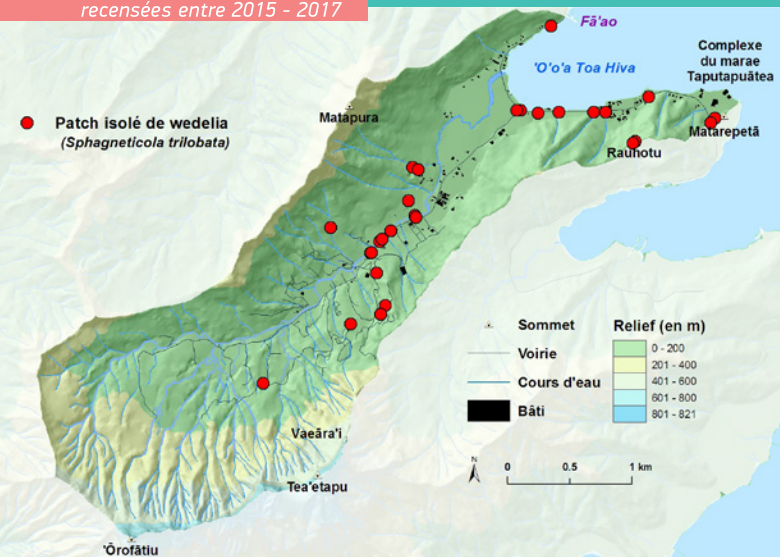 recensées entre 2015 - 2017
Fā'ao
'O'o'a Toa Hiva
Complexe
du marae
Taputapuātea
Patch isolé de wedelia
(Sphagneticola trilobata)
Matapura
Matarepetā
Rauhotu
Sommet
Voirie
Cours d'eau
Bâti
Relief (en m)
0 - 200
201 - 400
401 - 600
601 - 800
801 - 821
Vaeāra'i
Tea'etapu
'Ōrofātiu
N
0 0.5 1 km